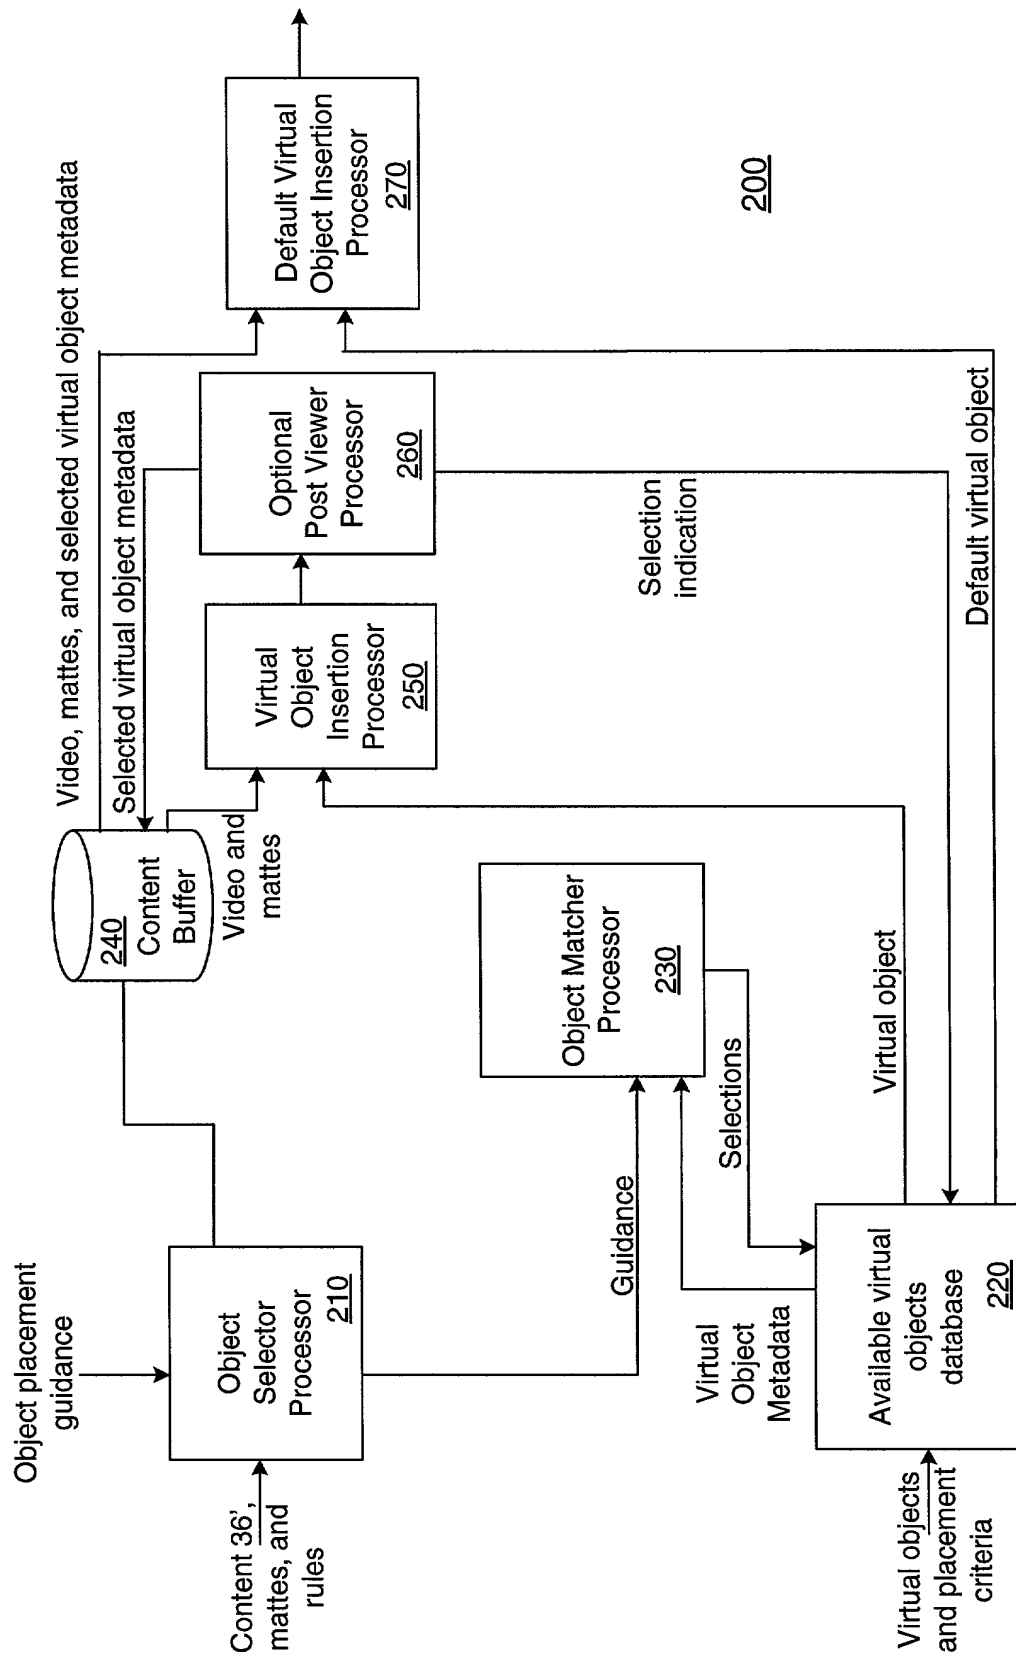 Object placement
guidance
Content 36',
mattes, and
rules
Object
Selector
Processor
210
240
Content
Buffer
Video and
mattes
Video, mattes, and selected virtual object metadata
Selected virtual object metadata
Virtual
Object
Insertion
Processor
250
Optional
Post Viewer
Processor
260
Default Virtual
Object Insertion
Processor
270
Guidance
Object Matcher
Processor
230
Selections
Virtual
Object
Metadata
Selection
indication
Virtual objects
and placement
criteria
Available virtual
objects
database
220
Virtual object
Default virtual object
200